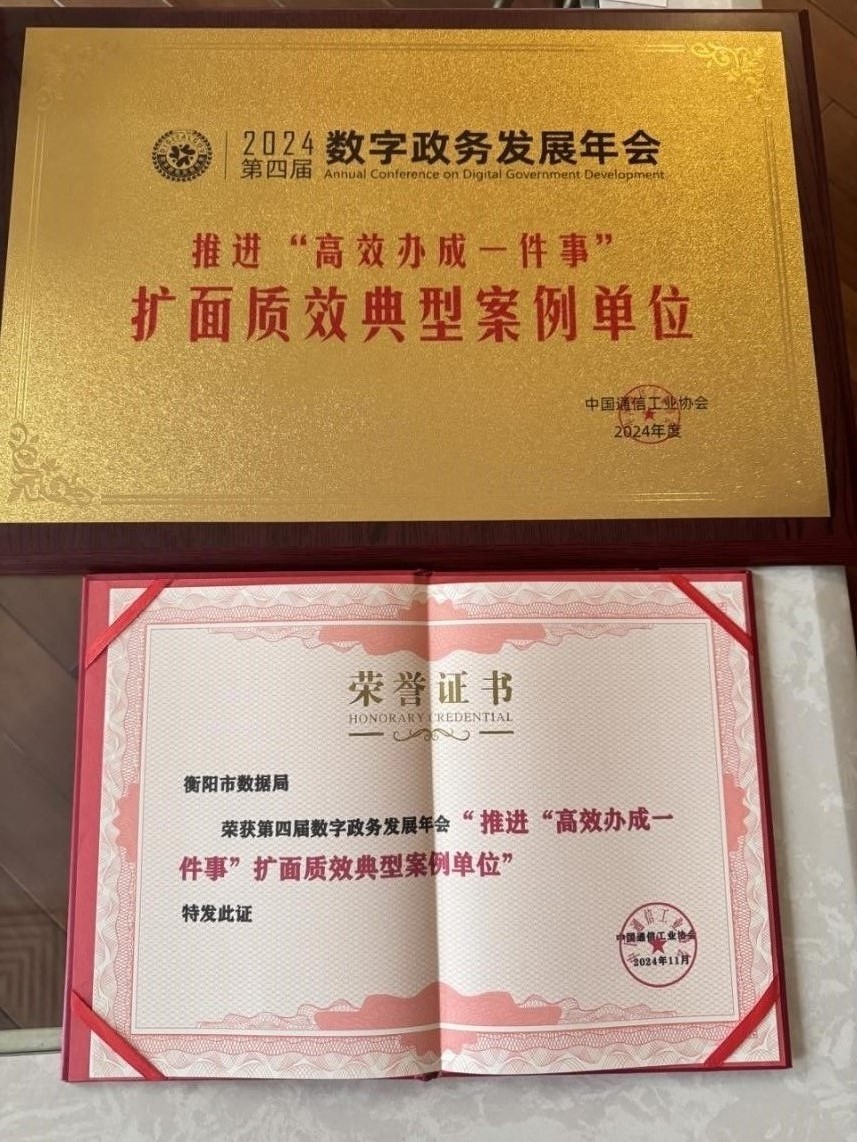 2024
第四届
数字政务发展年会
Annual Conference on Digital Government Development
推进“高效办成一件事”
扩面质效典型案例单位
中国通信工业协会
2024年度
荣誉证书
HONORARY CREDENTIAL
衡阳市数据局
荣获第四届数字政务发展年会“推进“高效办成一
件事”扩面质效典型案例单位”
特发此证
中国通信工业协会
2024年11月